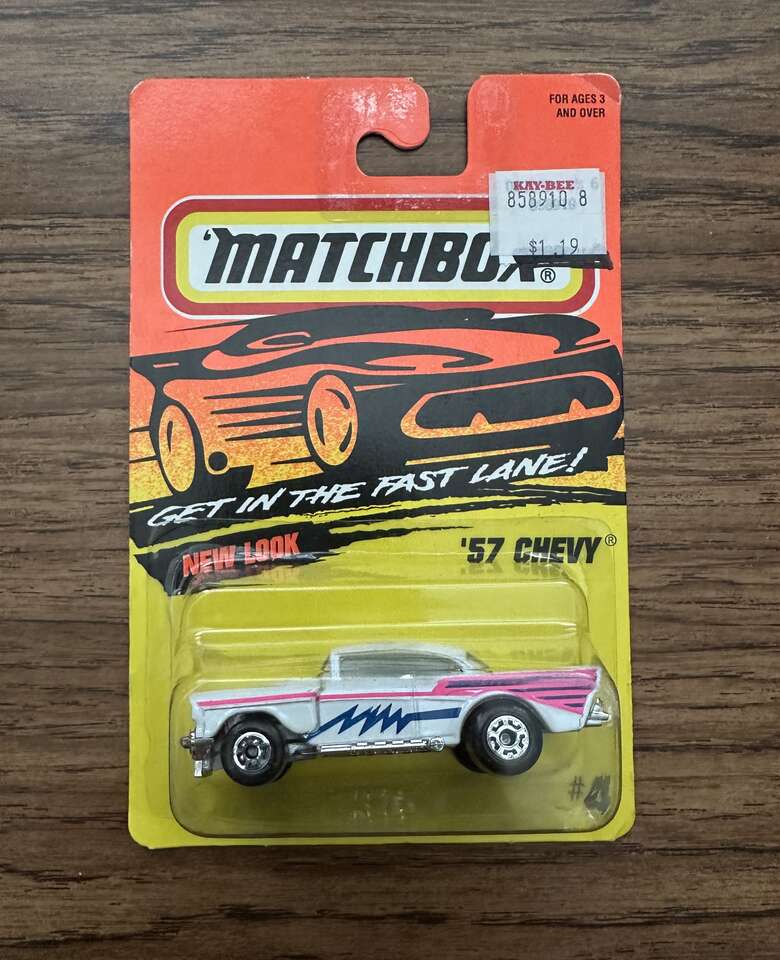 FOR AGES 3
AND OVER
KAY-BEE
858910 8
$1.19
'MATCHBOX®
GET IN THE FAST LANE!
NEW LOOK
'57 CHEVY®
#4